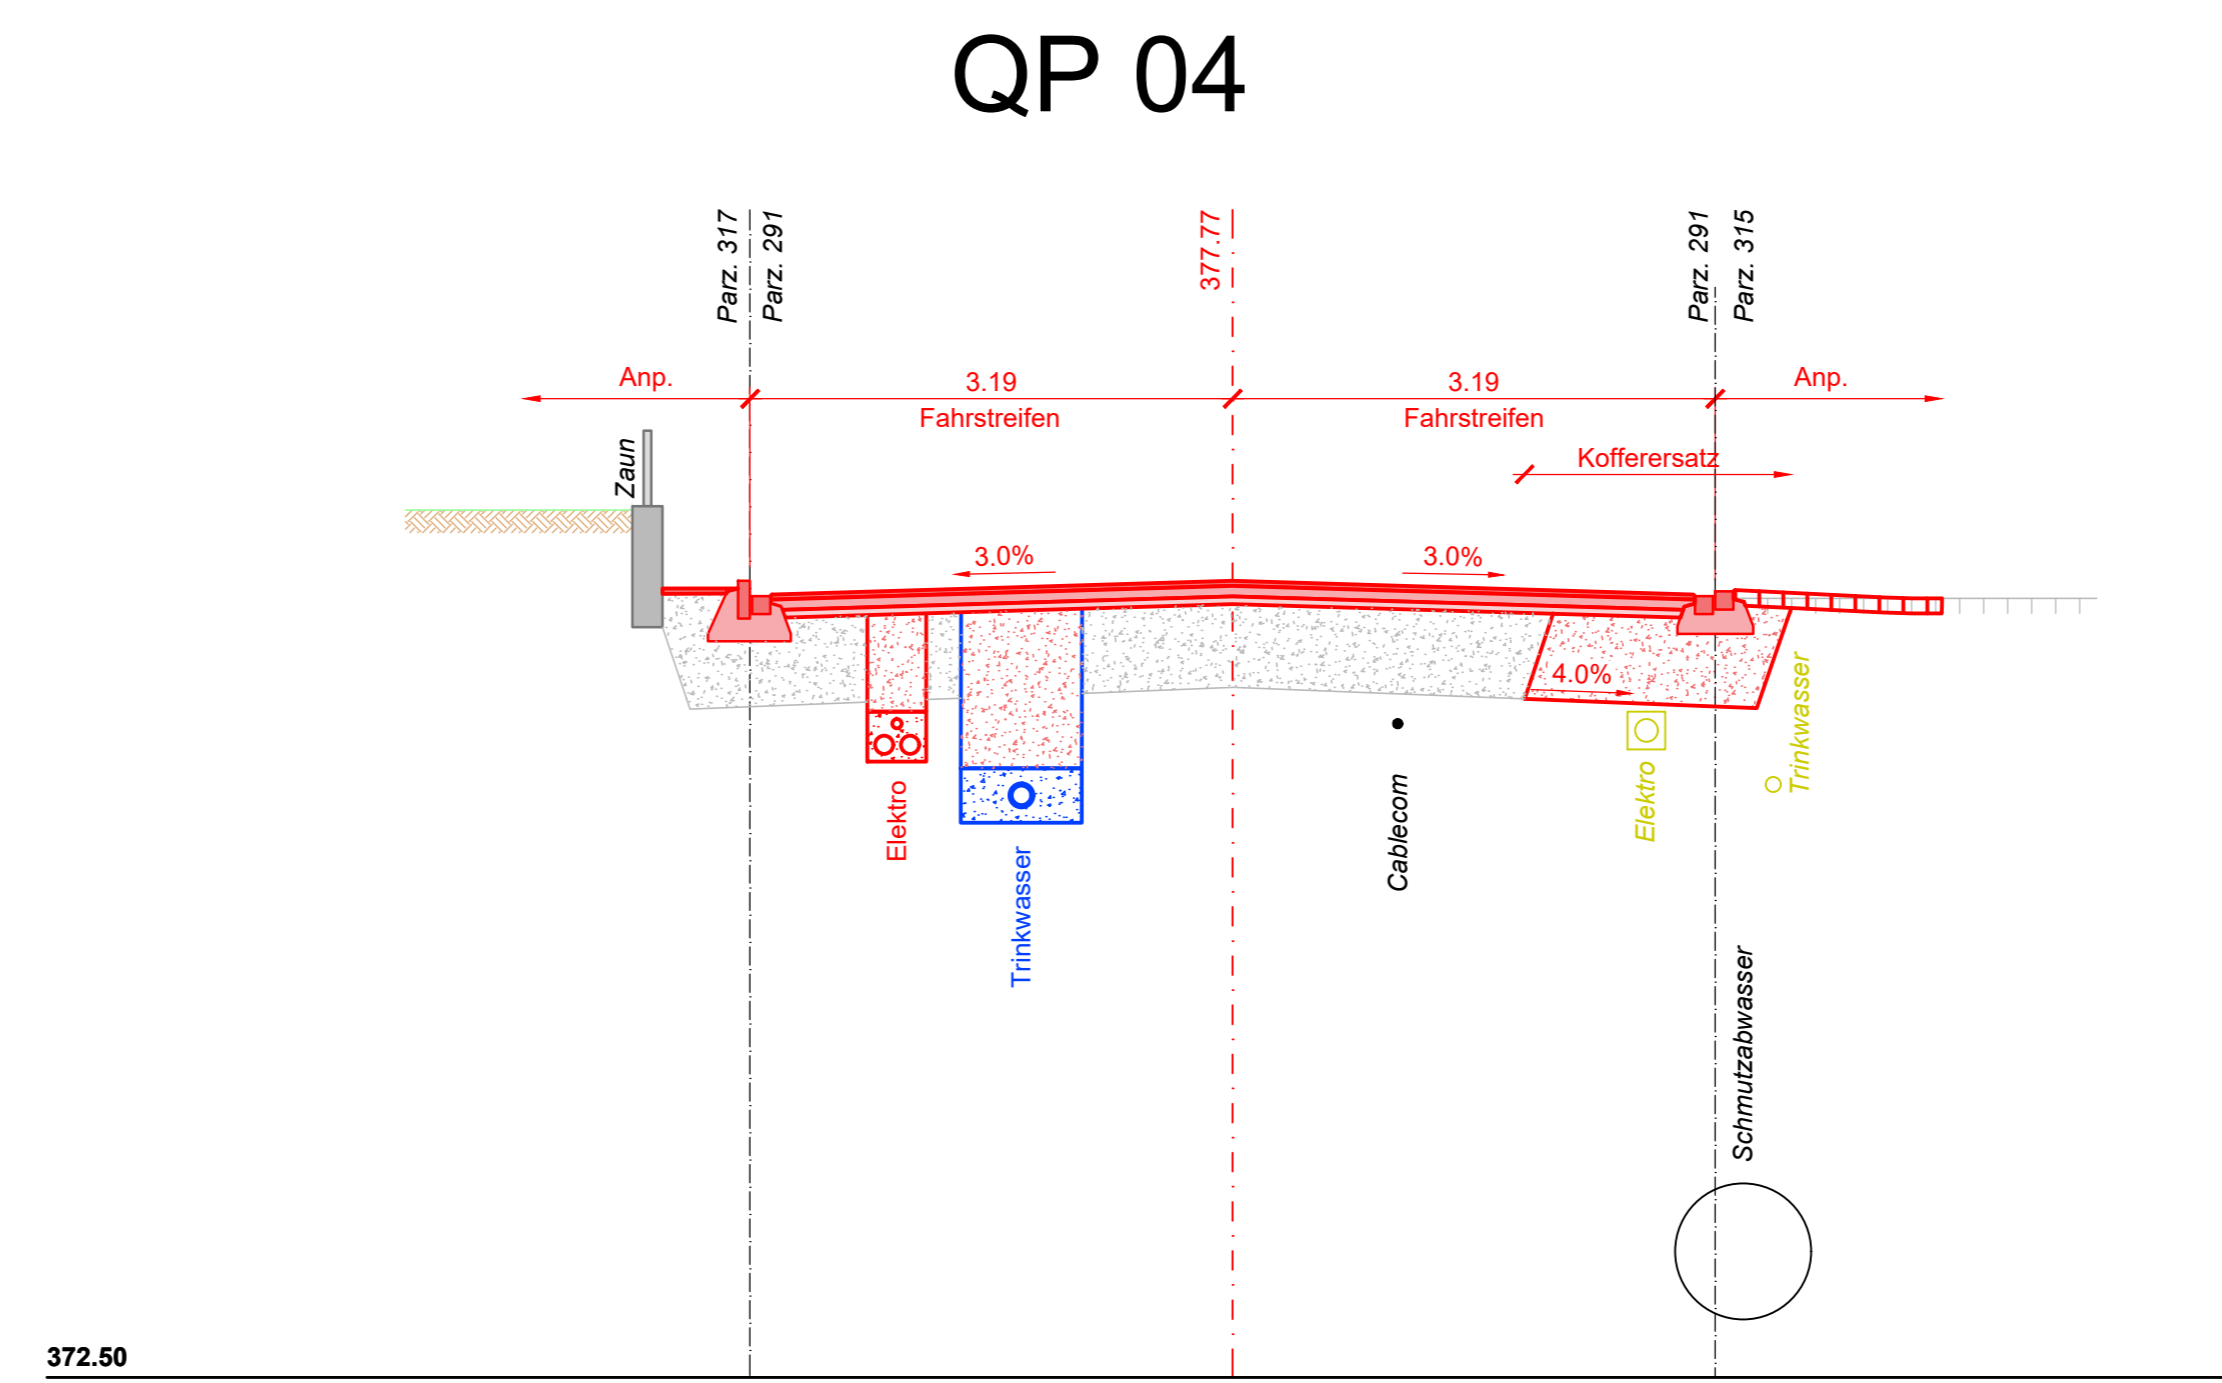 QP 04
Parz. 317
Parz. 291
377.77
Parz. 291
Parz. 315
Anp.
3.19
3.19
Anp.
Fahrstreifen
Fahrstreifen
Zaun
Kofferersatz
3.0%
3.0%
4.0%
Trinkwasser
Elektro
Elektro
Cablecom
Trinkwasser
Schmutzabwasser
372.50